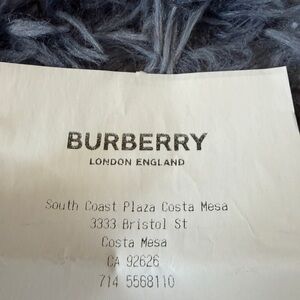 BURBERRY
LONDON ENGLAND
South Coast Plaza Costa Mesa
3333 Bristol St
Costa Mesa
CA 92626
714 5568110